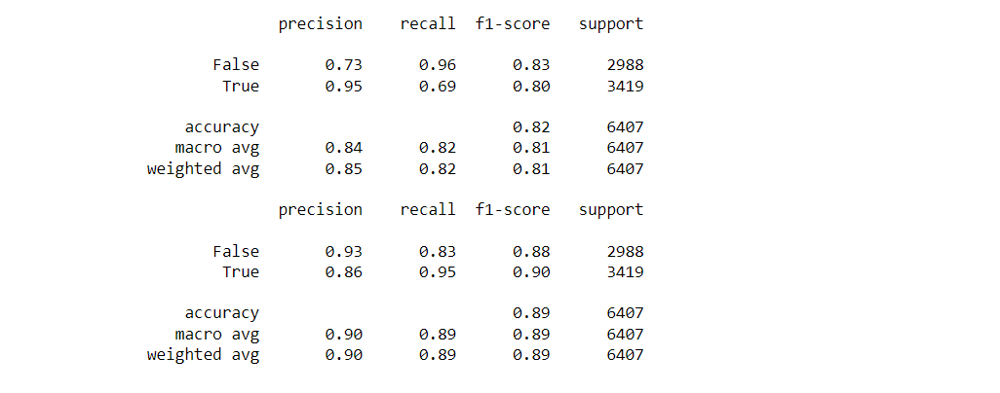 precision recall f1-score support
False 0.73 0.96 0.83 2988
True 0.95 0.69 0.80 3419
accuracy 0.82 6407
macro avg 0.84 0.82 0.81 6407
weighted avg 0.85 0.82 0.81 6407
precision recall f1-score support
False 0.93 0.83 0.88 2988
True 0.86 0.95 0.90 3419
accuracy 0.89 6407
macro avg 0.90 0.89 0.89 6407
weighted avg 0.90 0.89 0.89 6407